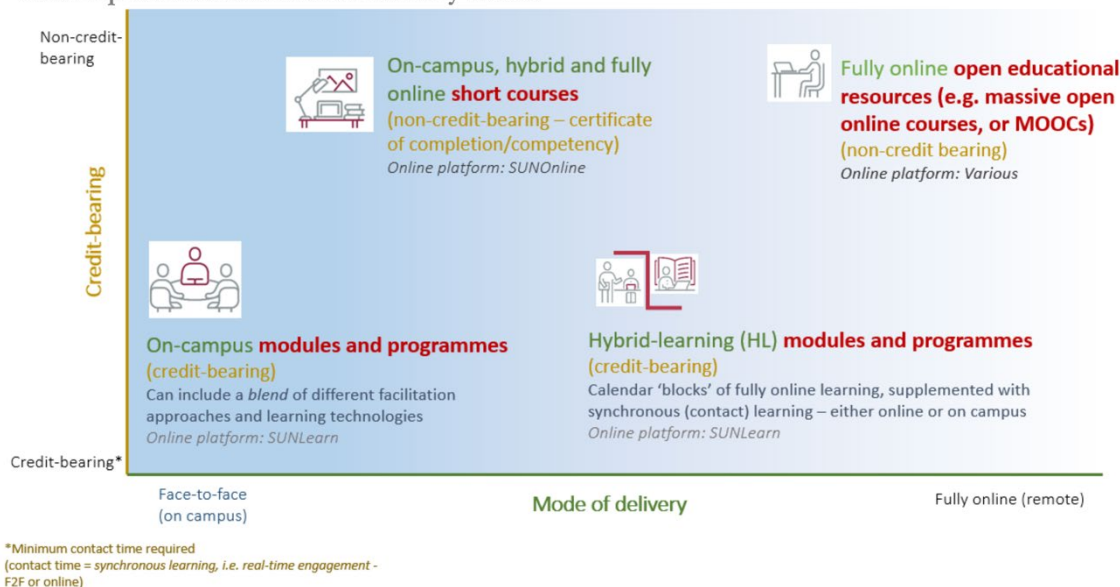 Non-credit-
bearing
On-campus, hybrid and fully
online short courses
(non-credit-bearing – certificate
of completion/competency)
Online platform: SUNOnline
Fully online open educational
resources (e.g. massive open
online courses, or MOOCs)
(non-credit bearing)
Online platform: Various
Credit-bearing
On-campus modules and programmes
(credit-bearing)
Can include a blend of different facilitation
approaches and learning technologies
Online platform: SUNLearn
Hybrid-learning (HL) modules and programmes
(credit-bearing)
Calendar ‘blocks’ of fully online learning, supplemented with
synchronous (contact) learning – either online or on campus
Online platform: SUNLearn
Credit-bearing*
Face-to-face
(on campus)
Mode of delivery
Fully online (remote)
*Minimum contact time required
(contact time = synchronous learning, i.e. real-time engagement -
F2F or online)